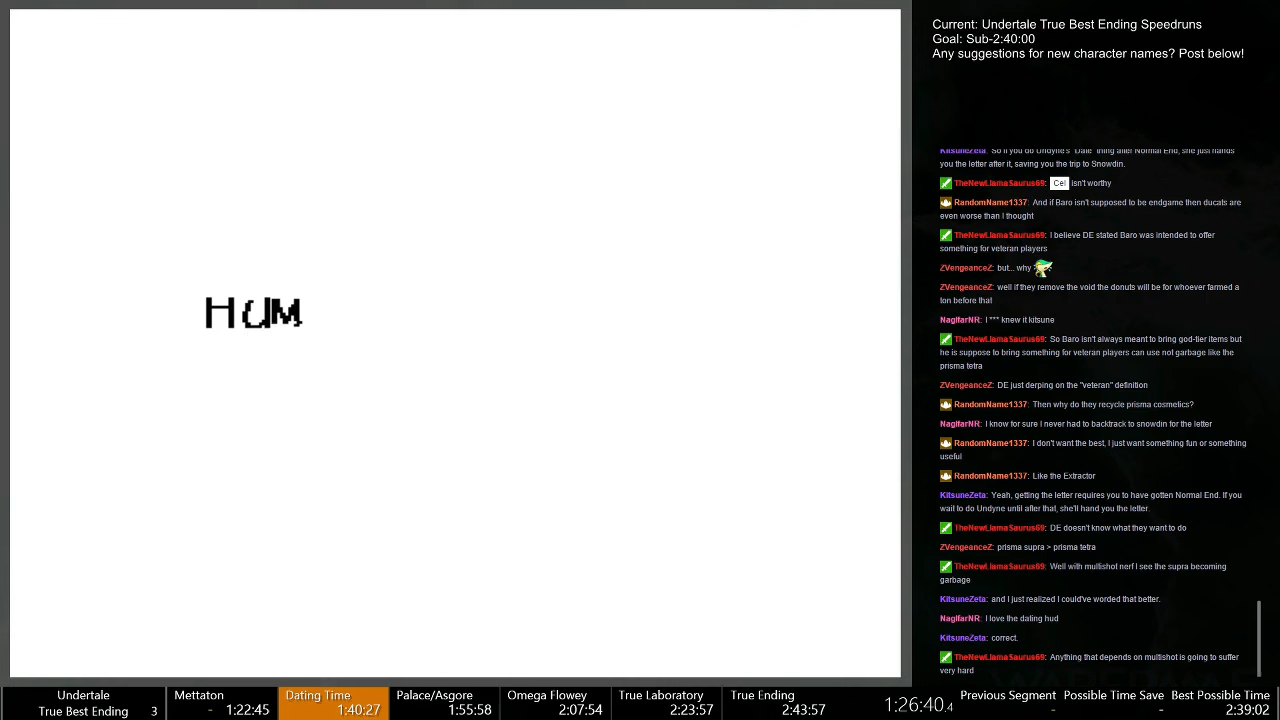 HUM
Current: Undertale True Best Ending Speedruns
Goal: Sub-2:40:00
Any suggestions for new character names? Post below!
KitsuneZeta: So if you do Undyne's "Date" thing after Normal End, she just hands
you the letter after it, saving you the trip to Snowdin.
TheNewLlamaSaurus69: Cel isn't worthy
RandomName1337: And if Baro isn't supposed to be endgame then ducats are
even worse than I thought
TheNewLlamaSaurus69: I believe DE stated Baro was intended to offer
something for veteran players
ZVengeanceZ: but... why
ZVengeanceZ: well if they remove the void the donuts will be for whoever farmed a
ton before that
NaglfarNR: I *** knew it kitsune
TheNewLlamaSaurus69: So Baro isn't always meant to bring god-tier items but
he is suppose to bring something for veteran players can use not garbage like the
prisma tetra
ZVengeanceZ: DE just derping on the "veteran" definition
RandomName1337: Then why do they recycle prisma cosmetics?
NaglfarNR: I know for sure I never had to backtrack to snowdin for the letter
RandomName1337: I don't want the best, I just want something fun or something
useful
RandomName1337: Like the Extractor
KitsuneZeta: Yeah, getting the letter requires you to have gotten Normal End. If you
wait to do Undyne until after that, she'll hand you the letter.
TheNewLlamaSaurus69: DE doesn't know what they want to do
ZVengeanceZ: prisma supra > prisma tetra
TheNewLlamaSaurus69: Well with multishot nerf I see the supra becoming
garbage
KitsuneZeta: and I just realized I could've worded that better.
NaglfarNR: I love the dating hud
KitsuneZeta: correct.
TheNewLlamaSaurus69: Anything that depends on multishot is going to suffer
very hard
Undertale Mettaton Dating Time Palace/Asgore Omega Flowey True Laboratory True Ending 1:26:40.4 Previous Segment Possible Time Save Best Possible Time
True Best Ending 3 - 1:22:45 1:40:27 1:55:58 2:07:54 2:23:57 2:43:57 - - 2:39:02